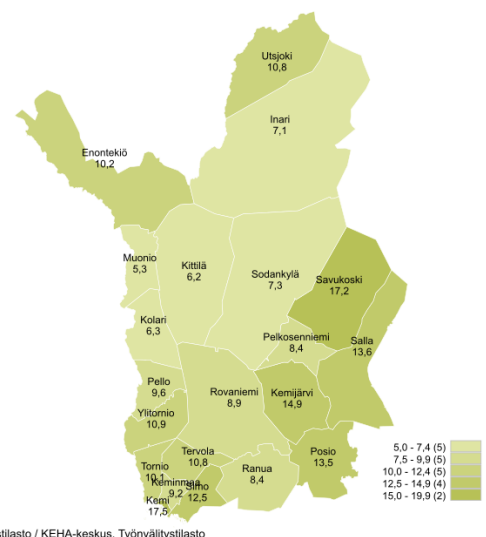 Utsjoki
10,8
Inari
7,1
Enontekiö
10,2
Muonio
5,3
Kittilä
6,2
Sodankylä
7,3
Savukoski
17,2
Kolari
6,3
Pelkosenniemi
8,4
Salla
13,6
Pello
9,6
Rovaniemi
8,9
Kemijärvi
14,9
Ylitornio
10,9
Tervola
10,8
Posio
13,5
Tornio
10,1
Ranua
8,4
Keminmaa
9,2
Simo
12,5
Kemi
17,5
5,0 - 7,4 (5)
7,5 - 9,9 (5)
10,0 - 12,4 (5)
12,5 - 14,9 (4)
15,0 - 19,9 (2)
stilasto / KEHA-keskus, Työnvälitystilasto